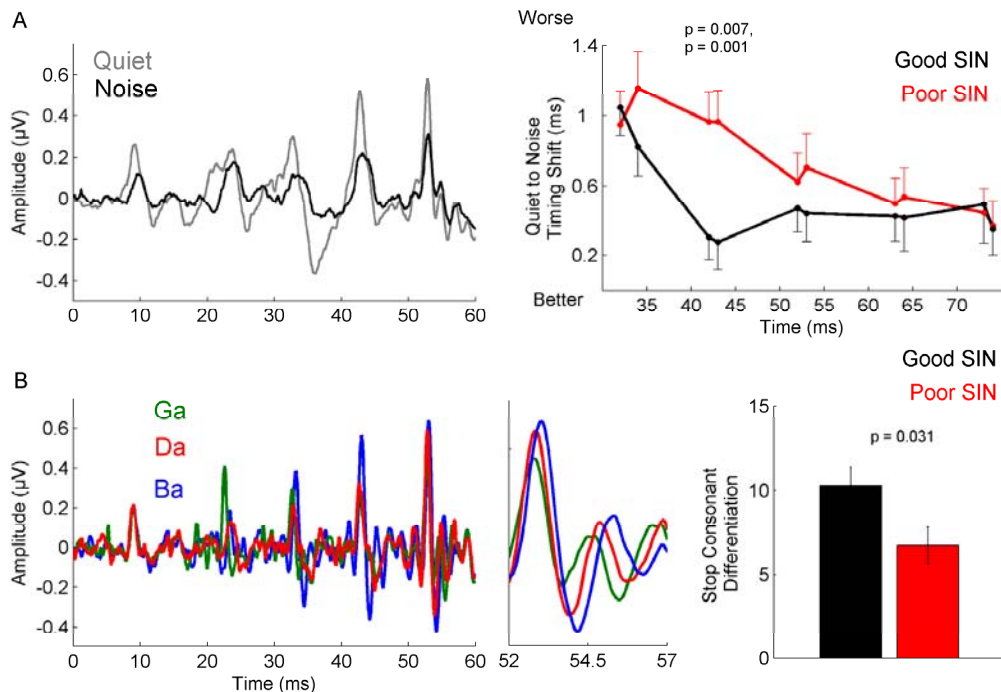 A
Quiet
Noise
Amplitude (µV)
0.6
0.4
0.2
0
-0.2
-0.4
0 10 20 30 40 50 60
Worse
p = 0.007,
p = 0.001
Good SIN
Poor SIN
Quiet to Noise
Timing Shift (ms)
1.4
1
0.6
0.2
Better
35 40 45 50 55 60 65 70
Time (ms)
B
Ga
Da
Ba
Amplitude (µV)
0.6
0.4
0.2
0
-0.2
-0.4
0 10 20 30 40 50 60
Time (ms)
52 54.5 57
Good SIN
Poor SIN
p = 0.031
Stop Consonant
Differentiation
15
10
5
0